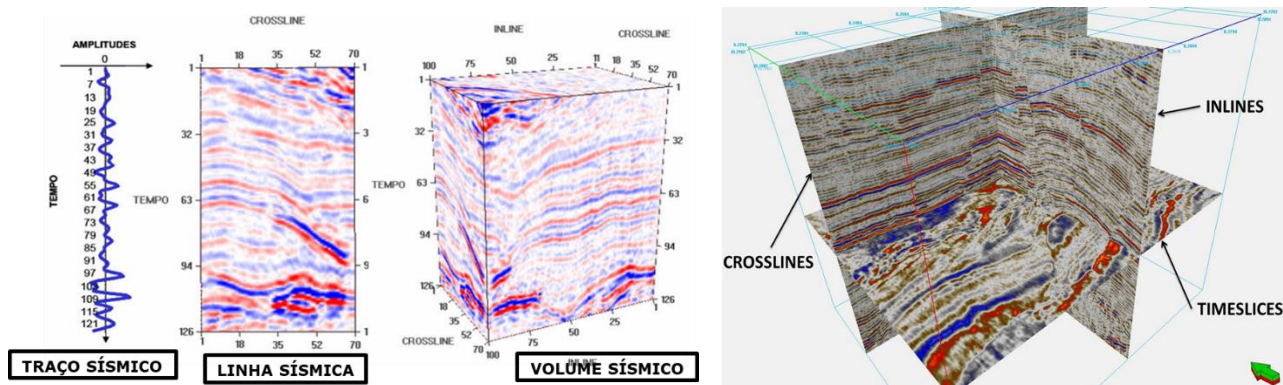 AMPLITUDES
0
1
7
13
19
25
31
37
43
49
55
61
67
73
79
85
91
97
109
115
121
TEMPO
TRAÇO SÍSMICO
CROSSLINE
1 18 35 52 70
1
32
63
94
126
TEMPO
1
3
6
9
1
1 18 35 52 70
LINHA SÍSMICA
INLINE
CROSSLINE
100 75 50 25 11
11 18 35 52 70
1
32
63
94
126
TEMPO
1
32
63
94
126
18
35
52
70
CROSSLINE
100 75 50 25 1
INLINE
VOLUME SÍSMICO
INLINES
CROSSLINES
TIMESLICES